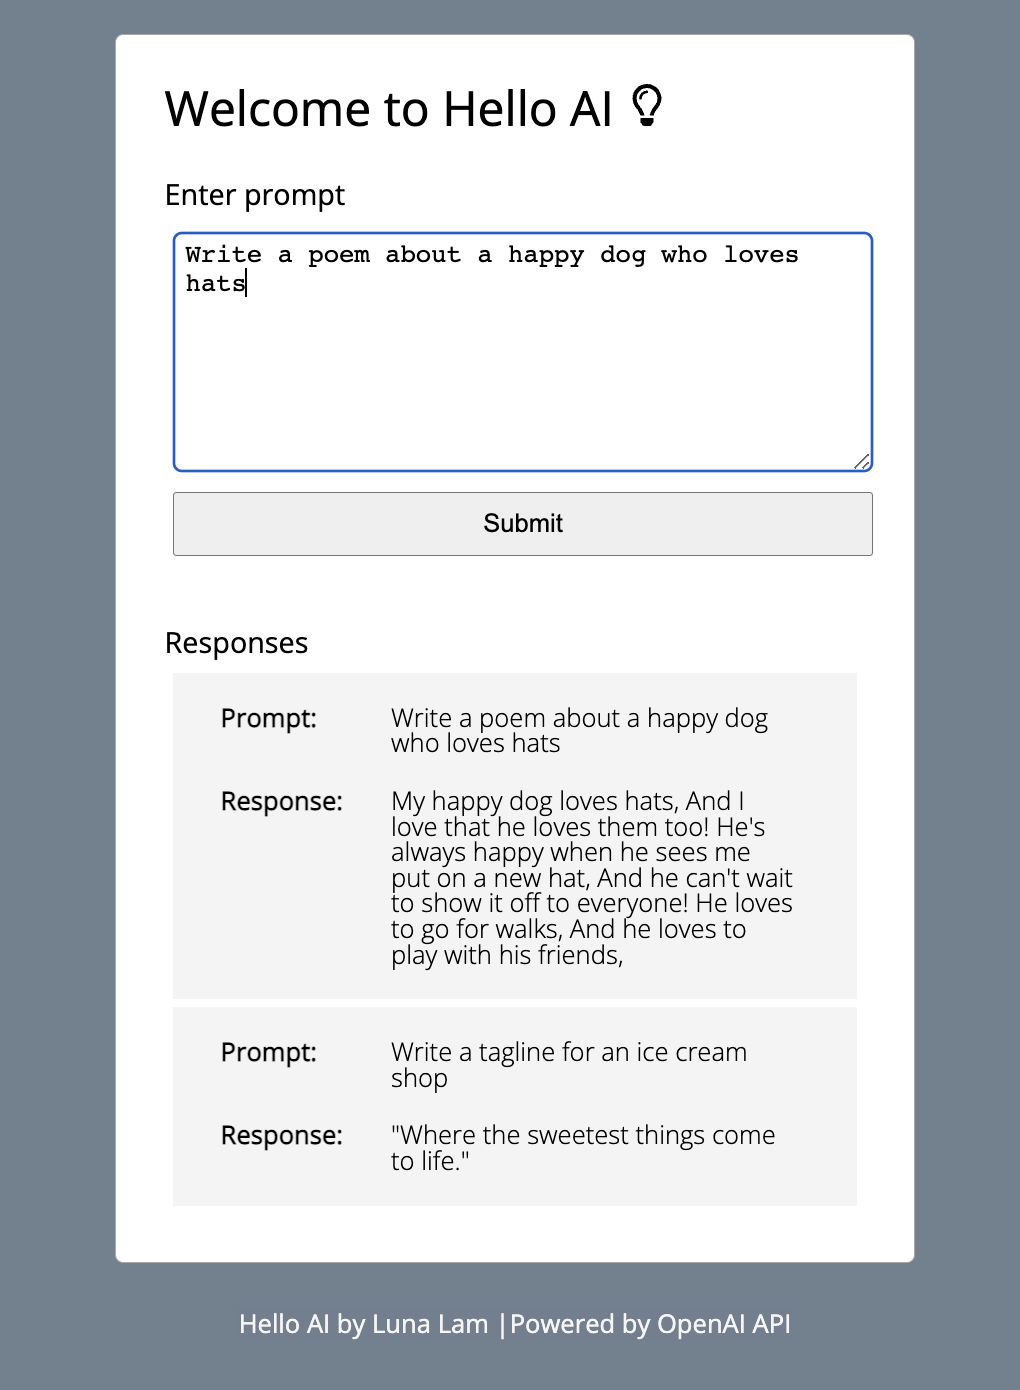 Welcome to Hello AI
Enter prompt
Write a poem about a happy dog who loves
hats
Submit
Responses
Prompt: Write a poem about a happy dog
who loves hats
Response: My happy dog loves hats, And I
love that he loves them too! He's
always happy when he sees me
put on a new hat, And he can't wait
to show it off to everyone! He loves
to go for walks, And he loves to
play with his friends,
Prompt: Write a tagline for an ice cream
shop
Response: "Where the sweetest things come
to life."
Hello AI by Luna Lam |Powered by OpenAI API